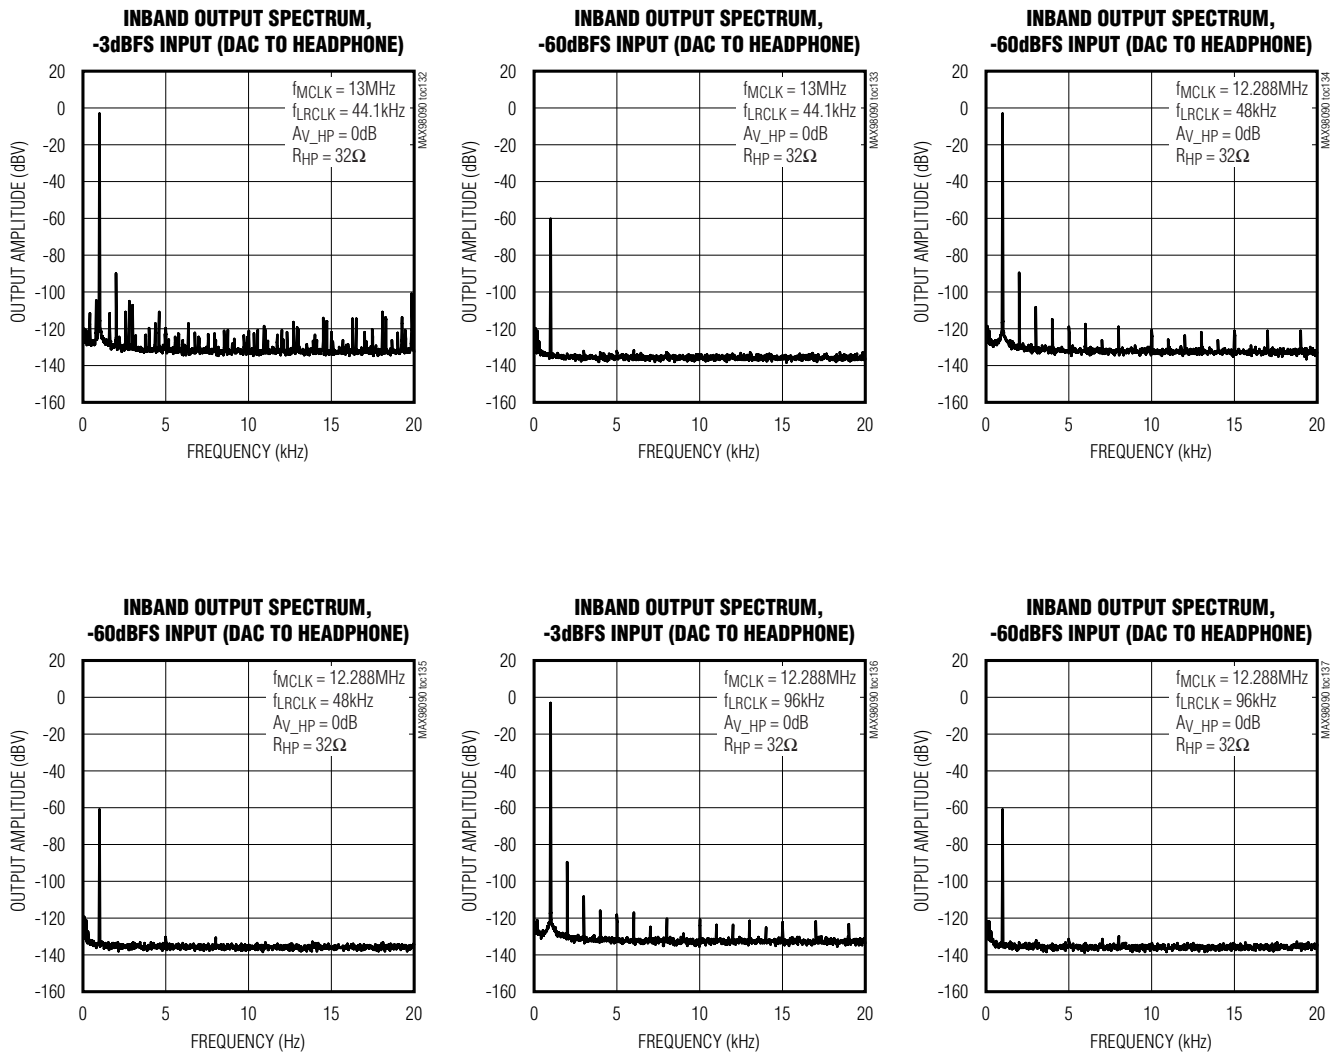 INBAND OUTPUT SPECTRUM,
-3dBFS INPUT (DAC TO HEADPHONE)
20
0
-20
-40
-60
-80
-100
-120
-140
-160
OUTPUT AMPLITUDE (dBV)
fMCLK = 13MHz
fLRCLK = 44.1kHz
AV_HP = 0dB
RHP = 32Ω
MAX98090 toc132
0 5 10 15 20
FREQUENCY (kHz)
INBAND OUTPUT SPECTRUM,
-60dBFS INPUT (DAC TO HEADPHONE)
20
0
-20
-40
-60
-80
-100
-120
-140
-160
OUTPUT AMPLITUDE (dBV)
fMCLK = 13MHz
fLRCLK = 44.1kHz
AV_HP = 0dB
RHP = 32Ω
MAX98090 toc133
0 5 10 15 20
FREQUENCY (kHz)
INBAND OUTPUT SPECTRUM,
-60dBFS INPUT (DAC TO HEADPHONE)
20
0
-20
-40
-60
-80
-100
-120
-140
-160
OUTPUT AMPLITUDE (dBV)
fMCLK = 12.288MHz
fLRCLK = 48kHz
AV_HP = 0dB
RHP = 32Ω
MAX98090 toc134
0 5 10 15 20
FREQUENCY (kHz)
INBAND OUTPUT SPECTRUM,
-60dBFS INPUT (DAC TO HEADPHONE)
20
0
-20
-40
-60
-80
-100
-120
-140
-160
OUTPUT AMPLITUDE (dBV)
fMCLK = 12.288MHz
fLRCLK = 48kHz
AV_HP = 0dB
RHP = 32Ω
MAX98090 toc135
0 5 10 15 20
FREQUENCY (Hz)
INBAND OUTPUT SPECTRUM,
-3dBFS INPUT (DAC TO HEADPHONE)
20
0
-20
-40
-60
-80
-100
-120
-140
-160
OUTPUT AMPLITUDE (dBV)
fMCLK = 12.288MHz
fLRCLK = 96kHz
AV_HP = 0dB
RHP = 32Ω
MAX98090 toc136
0 5 10 15 20
FREQUENCY (kHz)
INBAND OUTPUT SPECTRUM,
-60dBFS INPUT (DAC TO HEADPHONE)
20
0
-20
-40
-60
-80
-100
-120
-140
-160
OUTPUT AMPLITUDE (dBV)
fMCLK = 12.288MHz
fLRCLK = 96kHz
AV_HP = 0dB
RHP = 32Ω
MAX98090 toc137
0 5 10 15 20
FREQUENCY (kHz)